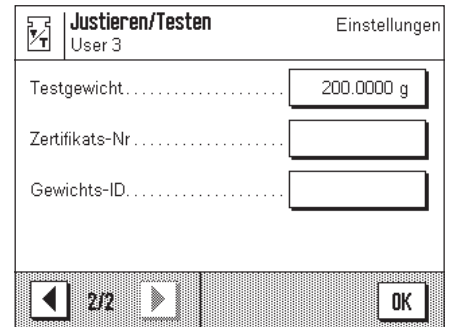 Justieren/Testen Einstellungen
User 3
Testgewicht.................... 200.0000 g
Zertifikats-Nr...................
Gewichts-ID....................
2/2 OK